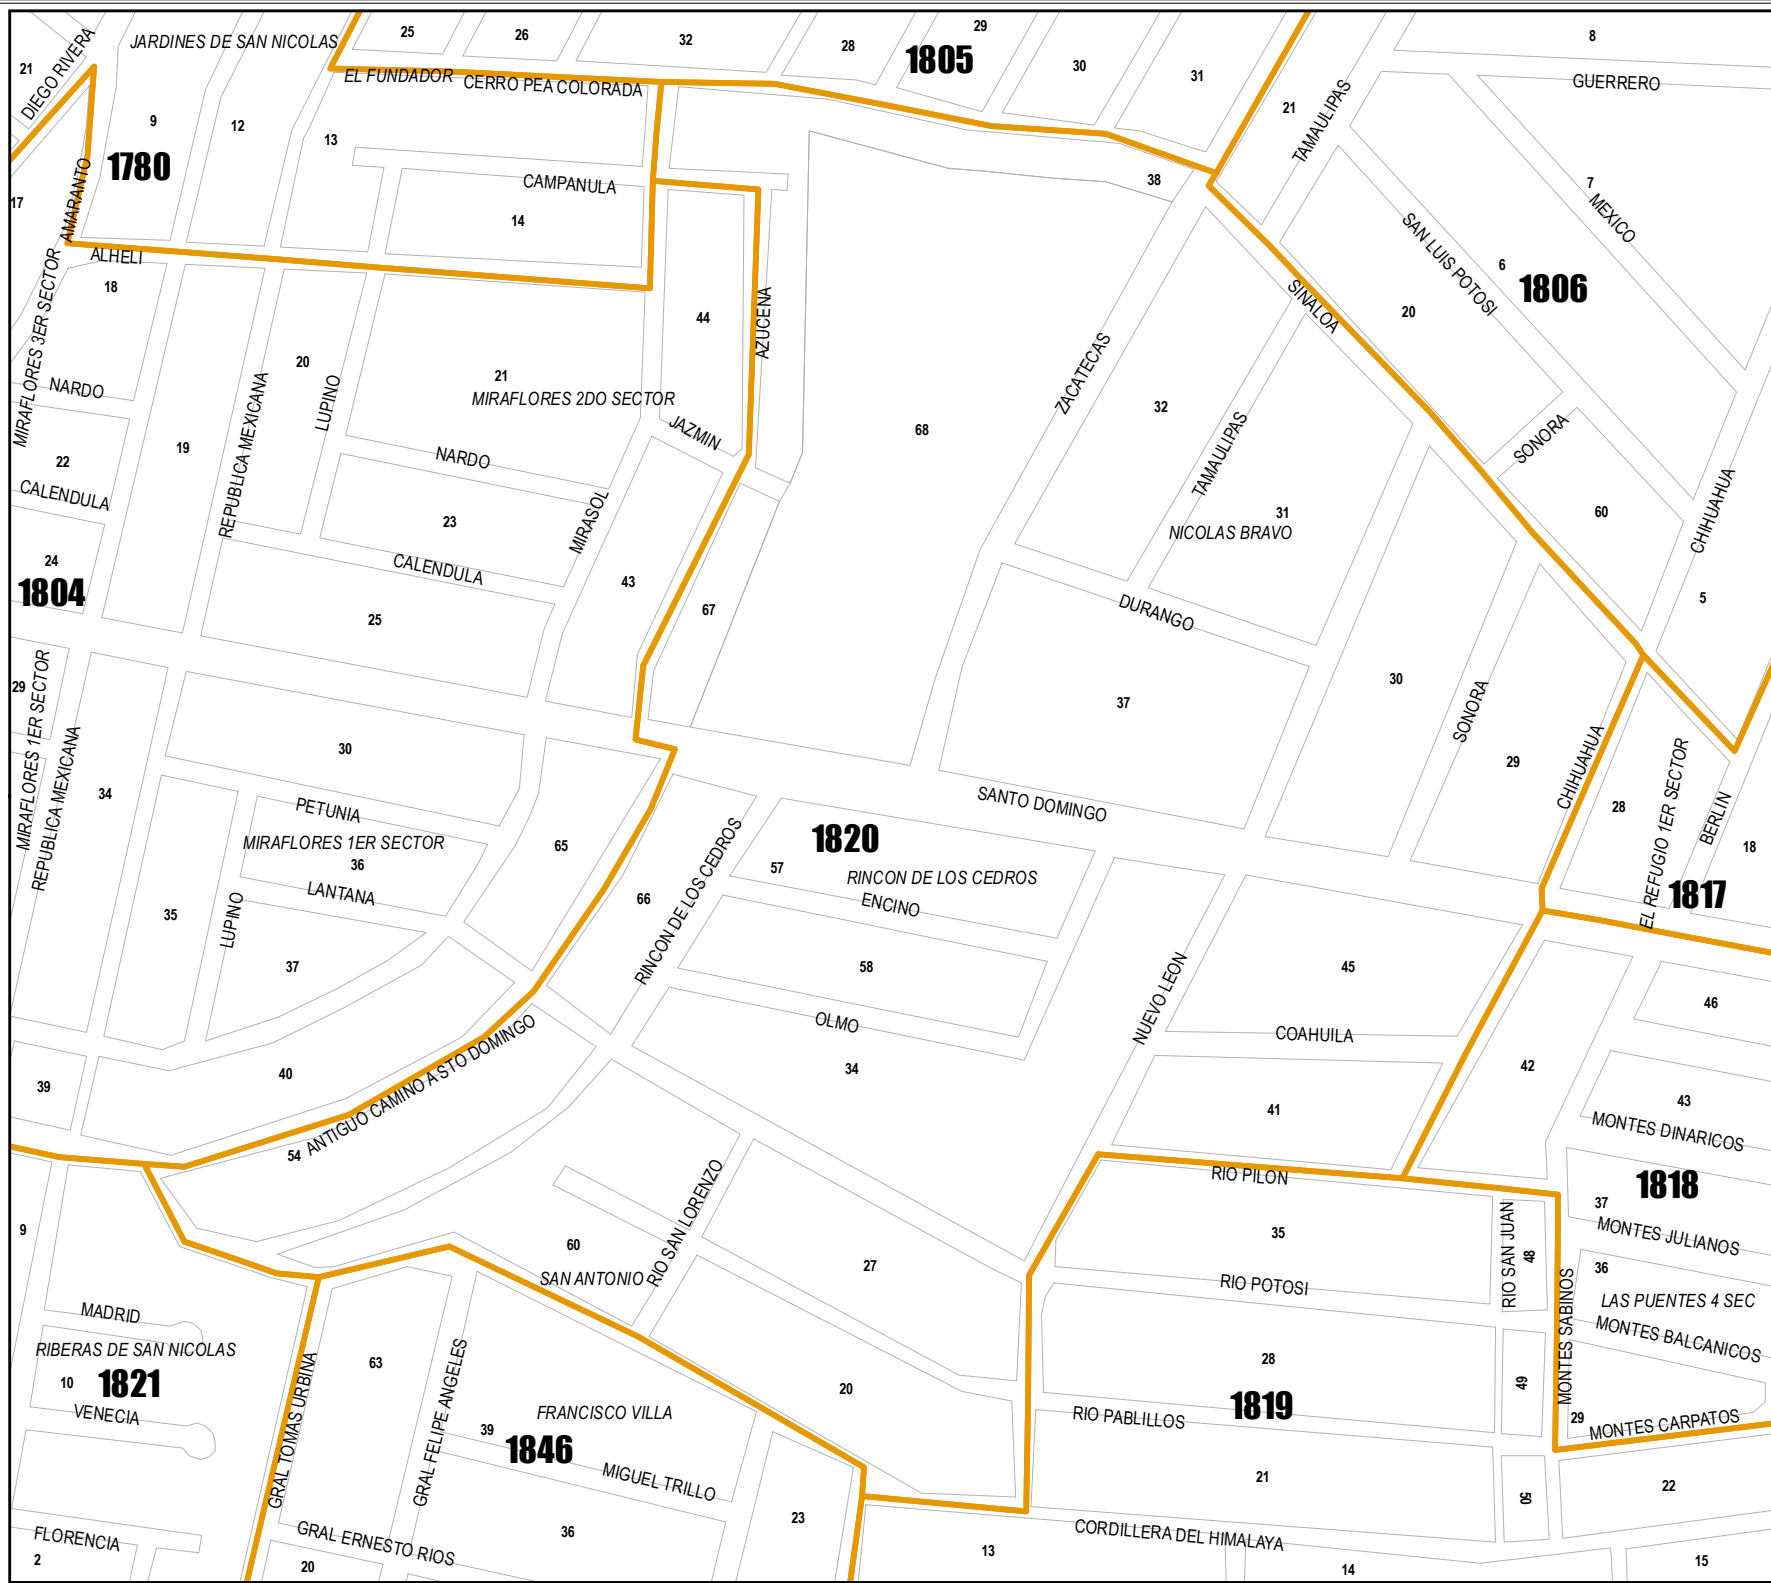 25
26
32
28
29
30
31
8
JARDINES DE SAN NICOLAS
DIEGO RIVERA
21
1805
EL FUNDADOR
CERRO PEA COLORADA
GUERRERO
21
TAMAULIPAS
9
12
13
1780
AMARANTO
17
CAMPANULA
14
38
7
MEXICO
SAN LUIS POTOSI
6
1806
ALHELI
18
MIRAFLORES 3ER SECTOR
44
AZUCENA
SINALOA
20
20
21
MIRAFLORES 2DO SECTOR
NARDO
LUPINO
REPUBLICA MEXICANA
JAZMIN
ZACATECAS
32
68
TAMAULIPAS
SONORA
19
22
NARDO
CALENDULA
23
MIRASOL
31
NICOLAS BRAVO
60
CHIHUAHUA
24
1804
CALENDULA
43
67
DURANGO
5
25
29
MIRAFLORES 1ER SECTOR
REPUBLICA MEXICANA
34
30
37
30
SONORA
29
CHIHUAHUA
28
EL REFUGIO 1ER SECTOR
BERLIN
18
1817
PETUNIA
MIRAFLORES 1ER SECTOR
36
LANTANA
65
SANTO DOMINGO
1820
57
RINCON DE LOS CEDROS
ENCINO
RINCON DE LOS CEDROS
66
35
LUPINO
37
58
OLMO
34
NUEVO LEON
45
COAHUILA
46
42
43
MONTES DINARICOS
39
40
ANTIGUO CAMINO A STO DOMINGO
54
41
RIO PILON
1818
37
MONTES JULIANOS
36
LAS PUENTES 4 SEC
MONTES BALCANICOS
MONTES SABINOS
29
MONTES CARPATOS
9
60
SAN ANTONIO
RIO SAN LORENZO
27
35
RIO SAN JUAN
48
RIO POTOSI
MADRID
RIBERAS DE SAN NICOLAS
10
1821
VENECIA
GRAL TOMAS URBINA
63
GRAL FELIPE ANGELES
20
28
1819
49
RIO PABLILLOS
FRANCISCO VILLA
39
1846
MIGUEL TRILLO
21
50
22
23
36
FLORENCIA
2
GRAL ERNESTO RIOS
20
CORDILLERA DEL HIMALAYA
13
14
15